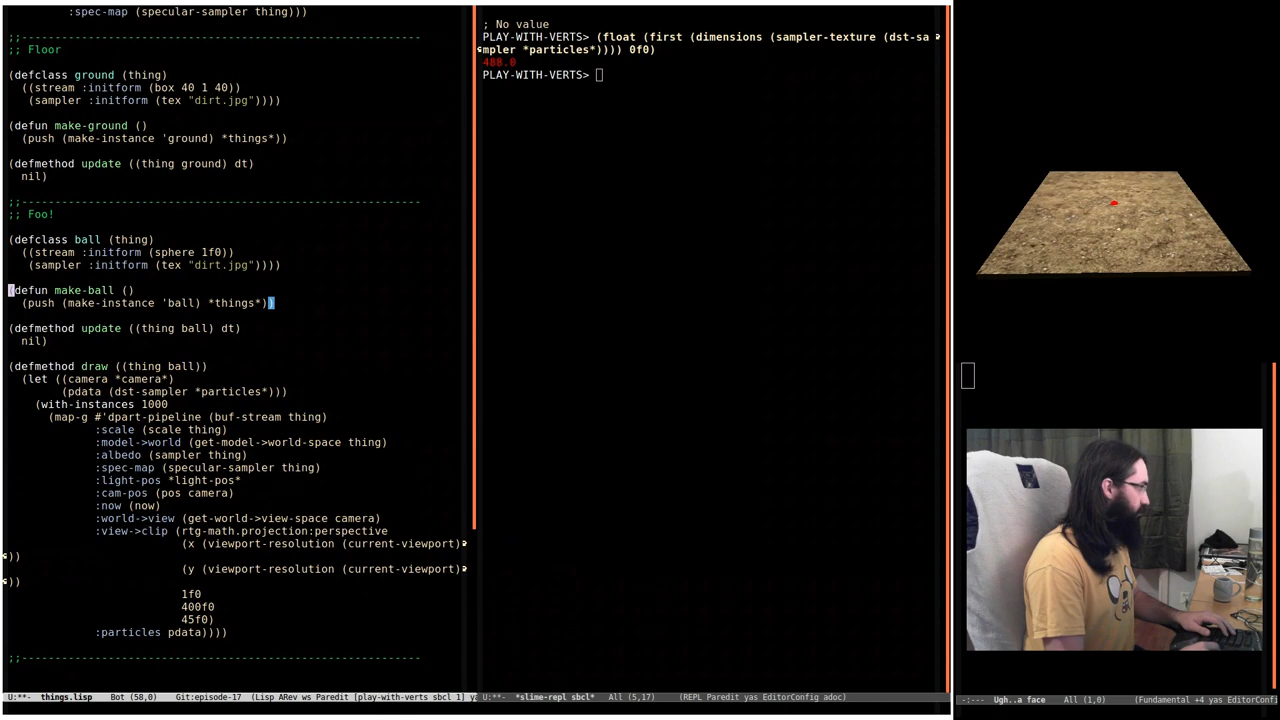 :spec-map (specular-sampler thing)))
;;------------------------------------------------------------
;; Floor
(defclass ground (thing)
((stream :initform (box 40 1 40))
(sampler :initform (tex "dirt.jpg"))))
(defun make-ground ()
(push (make-instance 'ground) *things*))
(defmethod update ((thing ground) dt)
nil)
;;------------------------------------------------------------
;; Foo!
(defclass ball (thing)
((stream :initform (sphere 1f0))
(sampler :initform (tex "dirt.jpg"))))
(defun make-ball ()
(push (make-instance 'ball) *things*))
(defmethod update ((thing ball) dt)
nil)
(defmethod draw ((thing ball))
(let ((camera *camera*)
(pdata (dst-sampler *particles*)))
(with-instances 1000
(map-g #'dpart-pipeline (buf-stream thing)
:scale (scale thing)
:model->world (get-model->world-space thing)
:albedo (sampler thing)
:spec-map (specular-sampler thing)
:light-pos *light-pos*
:cam-pos (pos camera)
:now (now)
:world->view (get-world->view-space camera)
:view->clip (rtg-math.projection:perspective
(x (viewport-resolution (current-viewport)
))
(y (viewport-resolution (current-viewport)
))
1f0
400f0
45f0)
:particles pdata))))
;;------------------------------------------------------------
U:**- things.lisp Bot (58,0) Git:episode-17 (Lisp ARev ws Paredit [play-with-verts sbcl 1] ya
; No value
PLAY-WITH-VERTS> (float (first (dimensions (sampler-texture (dst-sa
mpler *particles*)))) 0f0)
488.0
PLAY-WITH-VERTS>
U:**- *slime-repl sbcl* All (5,17) (REPL Paredit yas EditorConfig adoc)
-:--- Ugh..a face All (1,0) (Fundamental +4 yas EditorConfi